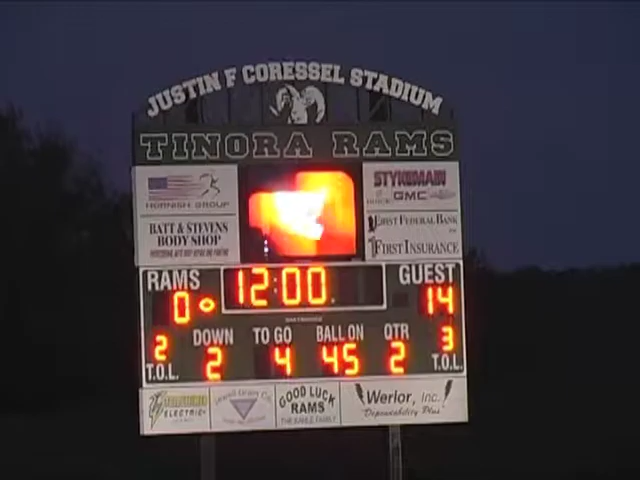 JUSTIN F CORESSEL STADIUM
TINORA RAMS
HORNISH GROUP
STYKEMAIN
BUICK GMC
BATT & STEVENS
BODY SHOP
FIRST FEDERAL BANK
FIRST INSURANCE
RAMS 12:00 GUEST
0 14
DOWN TO GO BALL ON QTR
2 2 4 45 2 3
T.O.L. T.O.L.
ELECTRIC
GOOD LUCK
RAMS
Werlor, Inc.
"Dependability Plus"